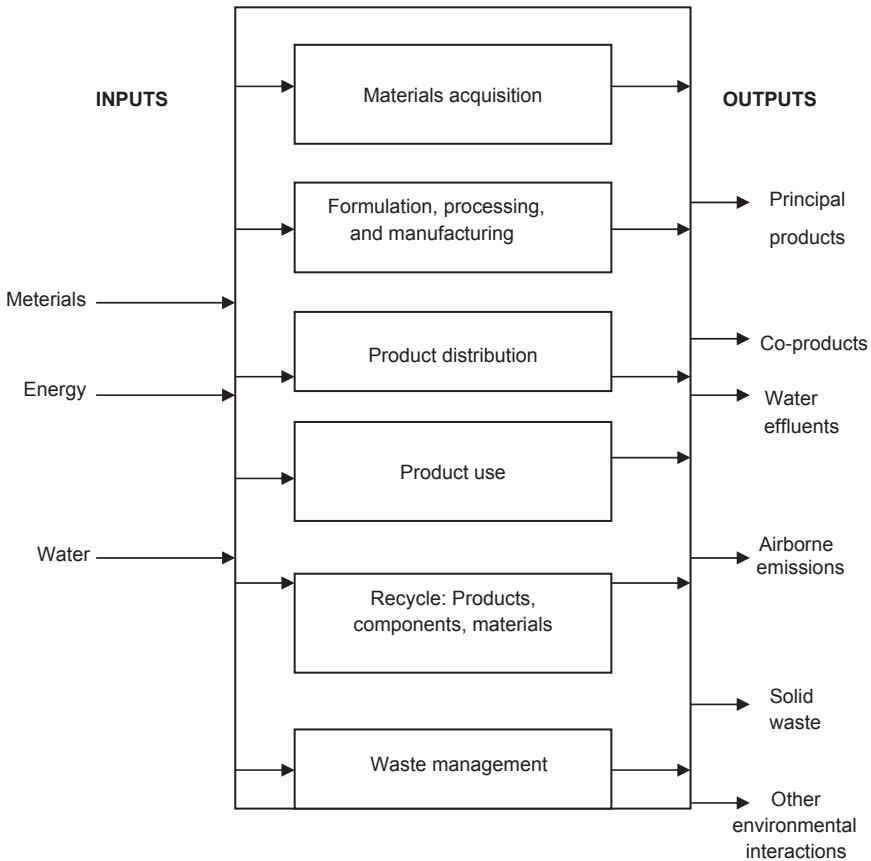 INPUTS
OUTPUTS
Materials acquisition
Formulation, processing,
and manufacturing
Principal
products
Meterials
Product distribution
Co-products
Energy
Water
effluents
Product use
Water
Airborne
emissions
Recycle: Products,
components, materials
Solid
waste
Waste management
Other
environmental
interactions